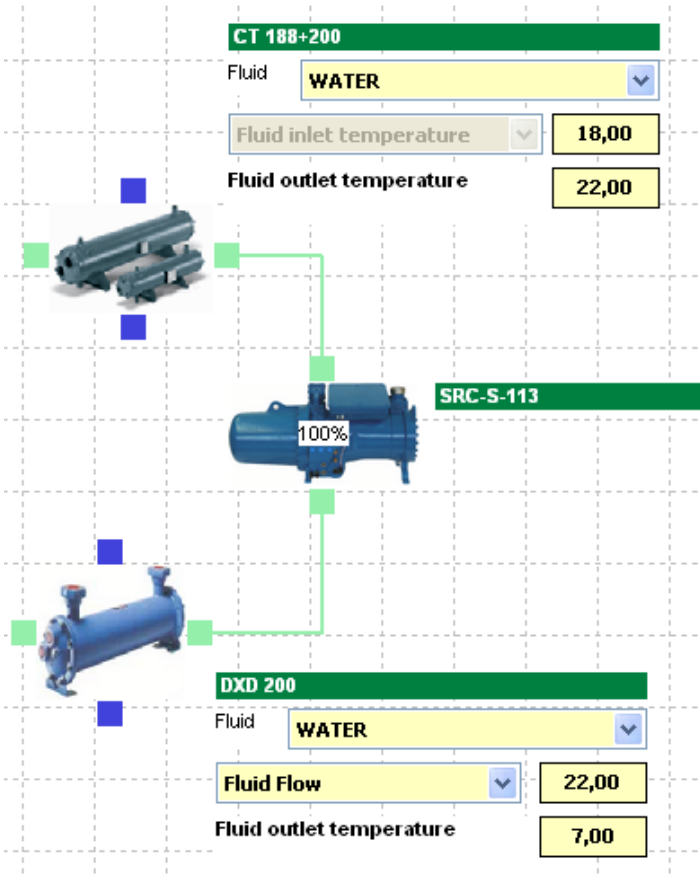 CT 188+200
Fluid WATER
Fluid inlet temperature 18,00
Fluid outlet temperature 22,00
SRC-S-113
100%
DXD 200
Fluid WATER
Fluid Flow 22,00
Fluid outlet temperature 7,00